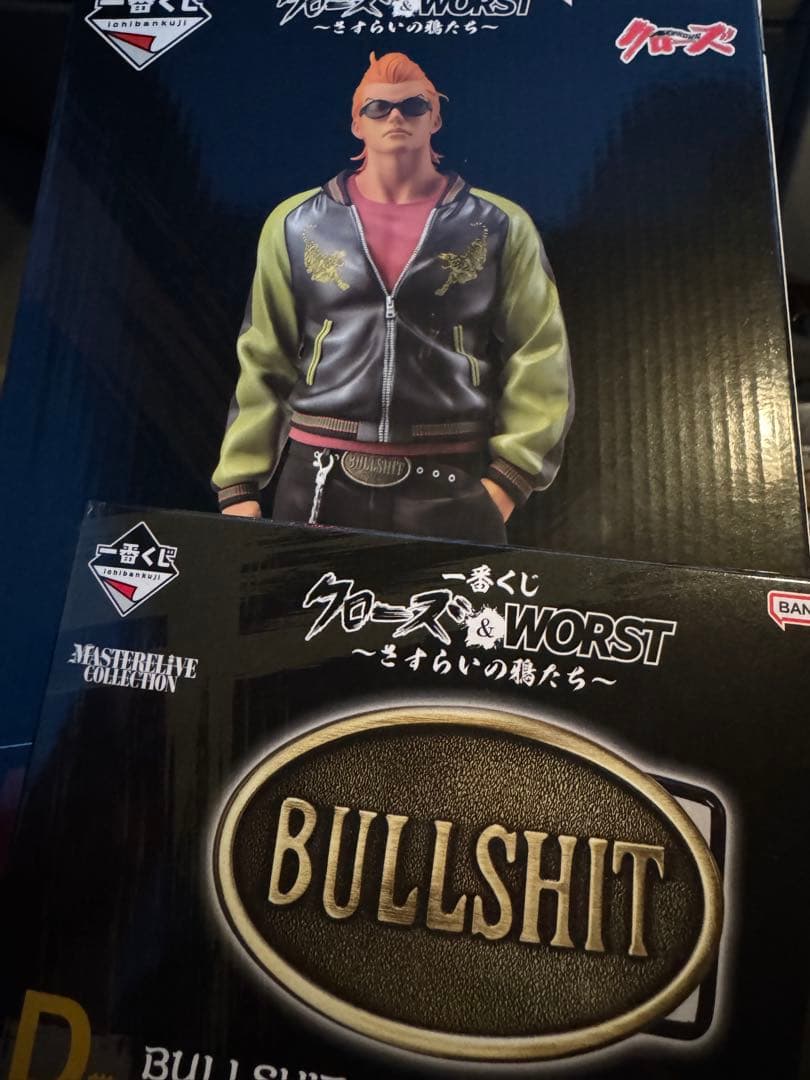 一番くじ
ichibankuji
クローズ&WORST
～さすらいの鴉たち～
クローズ
BULLSHIT
一番くじ
ichibankuji
一番くじ
クローズ&WORST
～さすらいの鴉たち～
BAN
MASTERLIVE
COLLECTION
BULLSHIT
D
BULLSHIT